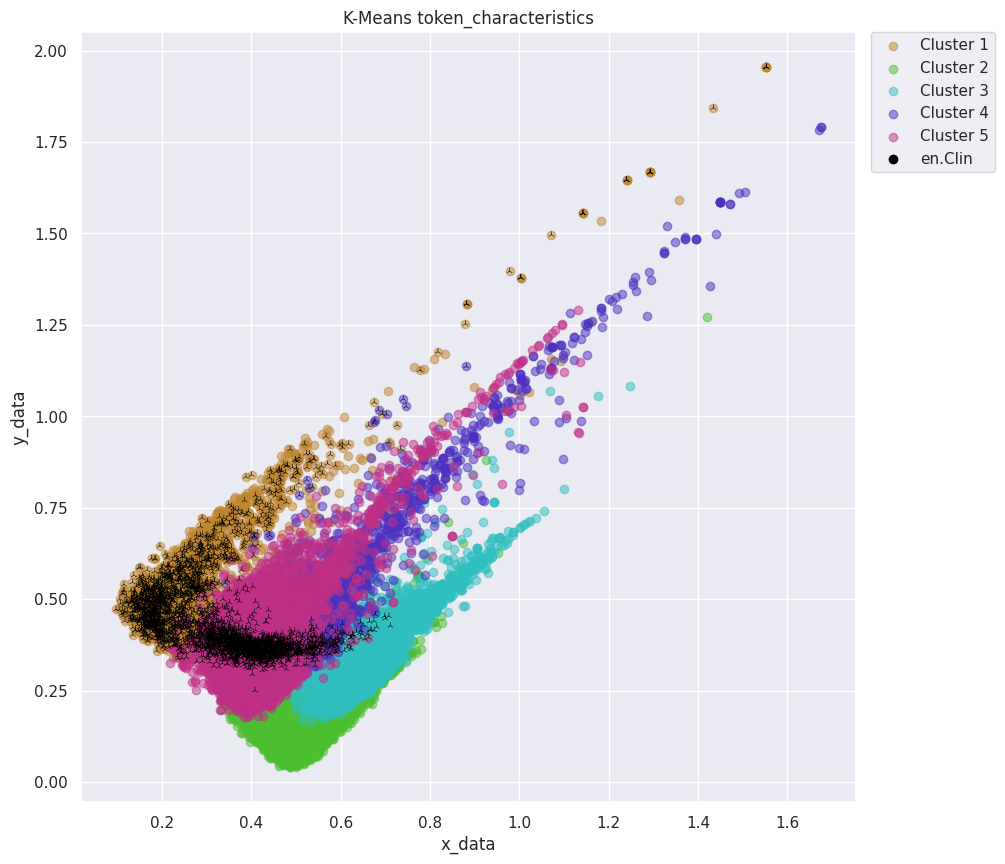 K-Means token_characteristics
Cluster 1
Cluster 2
Cluster 3
Cluster 4
Cluster 5
en.Clin
2.00
1.75
1.50
1.25
1.00
0.75
0.50
0.25
0.00
y_data
0.2
0.4
0.6
0.8
1.0
1.2
1.4
1.6
x_data